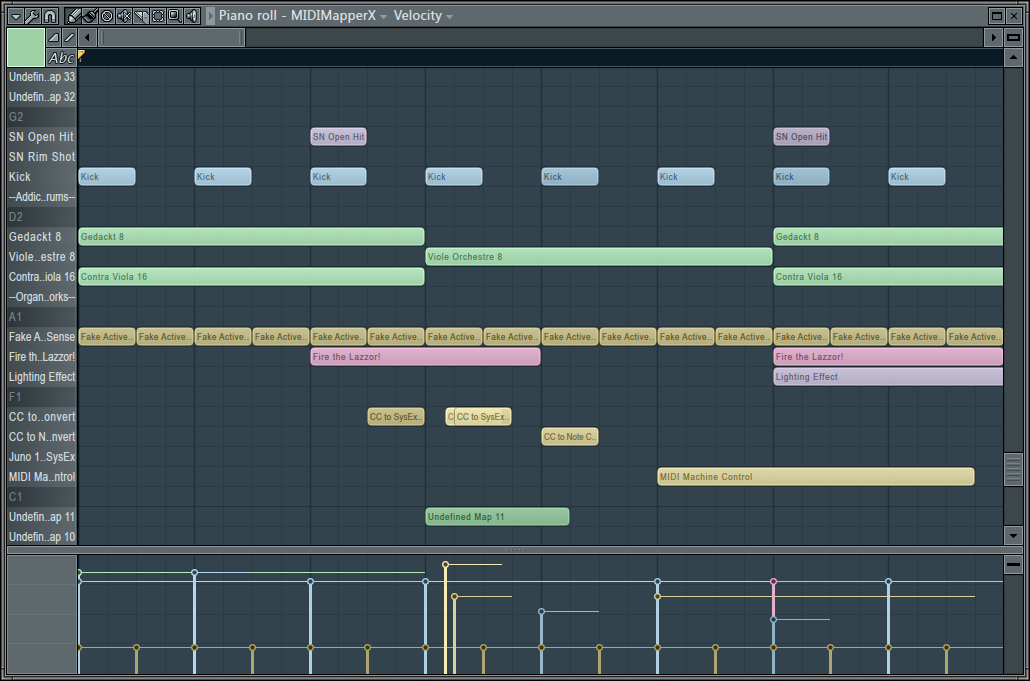 Piano roll - MIDIMapperX Velocity
Abc
Undefin..ap 33
Undefin..ap 32
G2
SN Open Hit SN Open Hit SN Open Hit
SN Rim Shot
Kick Kick Kick Kick Kick Kick Kick Kick Kick
--Addic..rums--
D2
Gedackt 8 Gedackt 8 Gedackt 8
Viole..estre 8 Viole Orchestre 8
Contra..iola 16 Contra Viola 16 Contra Viola 16
--Organ..orks--
A1
Fake A..Sense Fake Active.. Fake Active.. Fake Active.. Fake Active.. Fake Active.. Fake Active.. Fake Active.. Fake Active.. Fake Active.. Fake Active.. Fake Active.. Fake Active.. Fake Active.. Fake Active.. Fake Active.. Fake Active..
Fire th..Lazzor! Fire the Lazzor! Fire the Lazzor!
Lighting Effect Lighting Effect
F1
CC to..onvert CC to SysEx.. C CC to SysEx..
CC to N..nvert CC to Note C..
Juno 1..SysEx
MIDI Ma..ntrol MIDI Machine Control
C1
Undefin..ap 11 Undefined Map 11
Undefin..ap 10